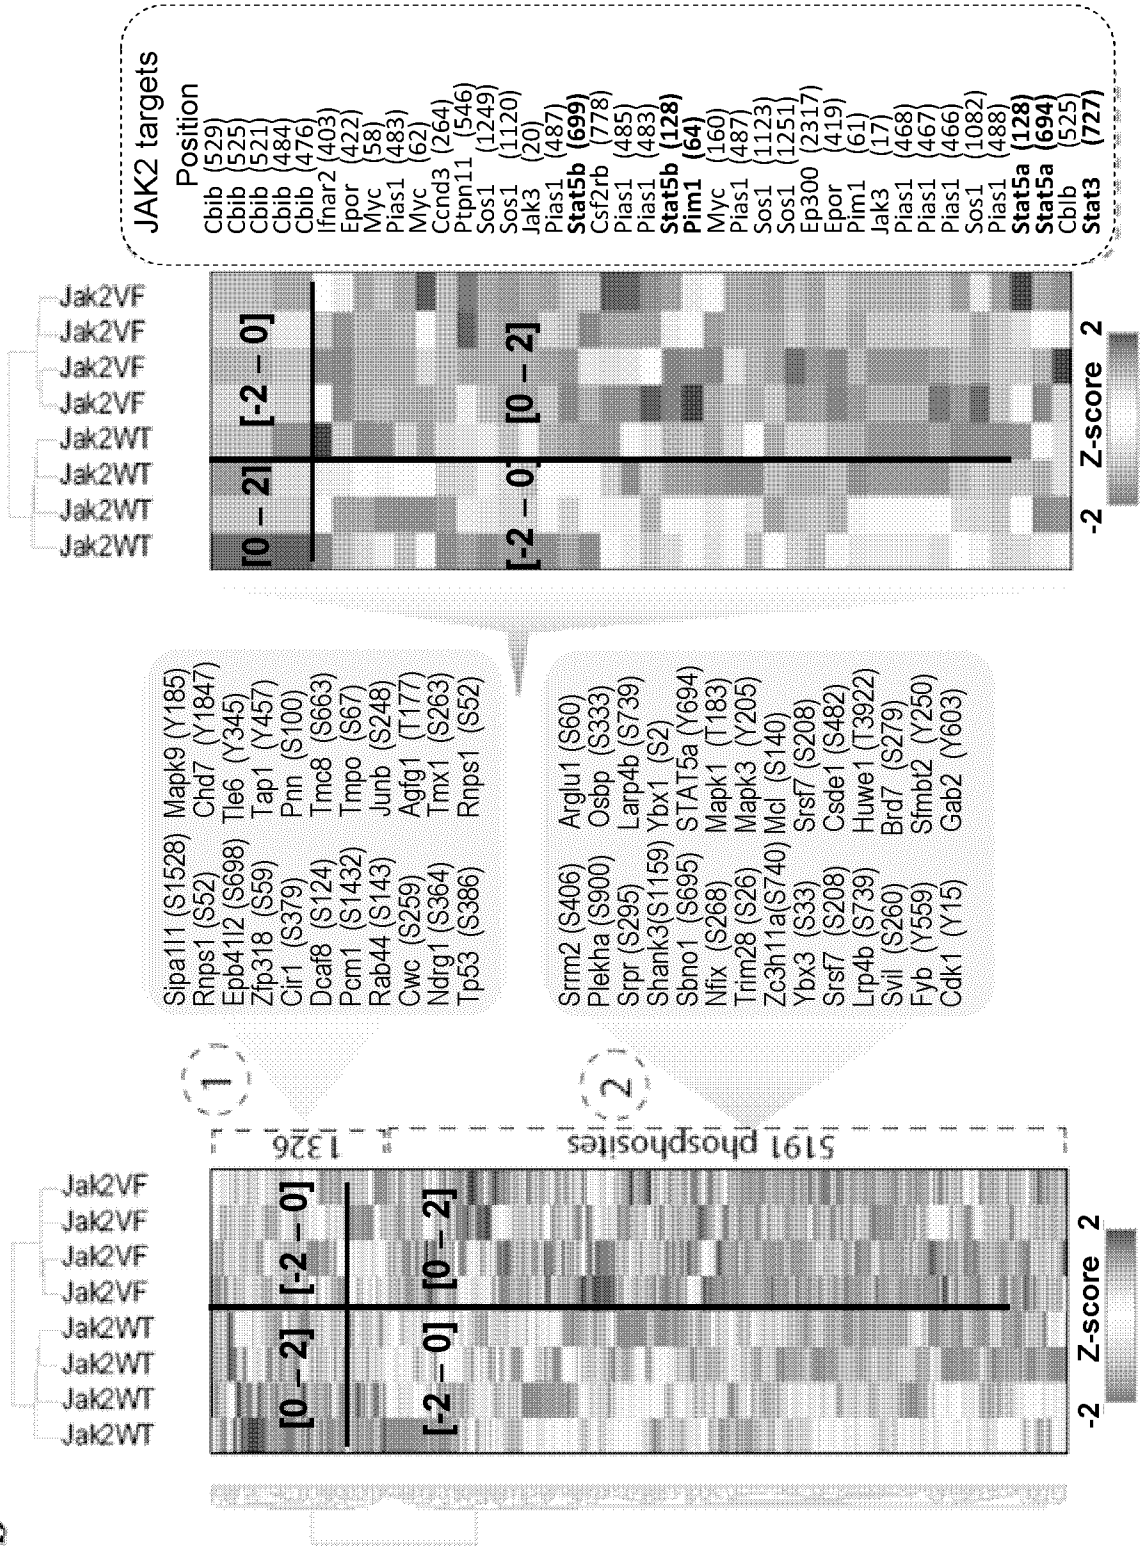 Jak2WT
Jak2WT
Jak2WT
Jak2WT
Jak2VF
Jak2VF
Jak2VF
Jak2VF
[0 – 2]
[-2 – 0]
[-2 – 0]
[0 – 2]
1326
5191 phosphosites
-2 Z-score 2
1
Sipa1l1 (S1528) Mapk9 (Y185)
Rnps1 (S52) Chd7 (Y1847)
Epb41l2 (S698) Tle6 (Y345)
Zfp318 (S59) Tap1 (Y457)
Cir1 (S379) Pnn (S100)
Dcaf8 (S124) Tmc8 (S663)
Pcm1 (S1432) Tmpo (S67)
Rab44 (S143) Junb (S248)
Cwc (S259) Agfg1 (T177)
Ndrg1 (S364) Tmx1 (S263)
Tp53 (S386) Rnps1 (S52)
2
Srrm2 (S406) Arglu1 (S60)
Plekha (S900) Osbp (S333)
Srpr (S295) Larp4b (S739)
Shank3(S1159) Ybx1 (S2)
Sbno1 (S695) STAT5a (Y694)
Nfix (S268) Mapk1 (T183)
Trim28 (S26) Mapk3 (Y205)
Zc3h11a(S740) Mcl (S140)
Ybx3 (S33) Srsf7 (S208)
Srsf7 (S208) Csde1 (S482)
Lrp4b (S739) Huwe1 (T3922)
Svil (S260) Brd7 (S279)
Fyb (Y559) Sfmbt2 (Y250)
Cdk1 (Y15) Gab2 (Y603)
Jak2WT
Jak2WT
Jak2WT
Jak2WT
Jak2VF
Jak2VF
Jak2VF
Jak2VF
[0 – 2]
[-2 – 0]
[-2 – 0]
[0 – 2]
-2 Z-score 2
JAK2 targets
Position
Cbib (529)
Cbib (525)
Cbib (521)
Cbib (484)
Cbib (476)
Ifnar2 (403)
Epor (422)
Myc (58)
Pias1 (483)
Myc (62)
Ccnd3 (264)
Ptpn11 (546)
Sos1 (1249)
Sos1 (1120)
Jak3 (20)
Pias1 (487)
Stat5b (699)
Csf2rb (778)
Pias1 (485)
Pias1 (483)
Stat5b (128)
Pim1 (64)
Myc (160)
Pias1 (487)
Sos1 (1123)
Sos1 (1251)
Ep300 (2317)
Epor (419)
Pim1 (61)
Jak3 (17)
Pias1 (468)
Pias1 (467)
Pias1 (466)
Sos1 (1082)
Pias1 (488)
Stat5a (128)
Stat5a (694)
Cblb (525)
Stat3 (727)